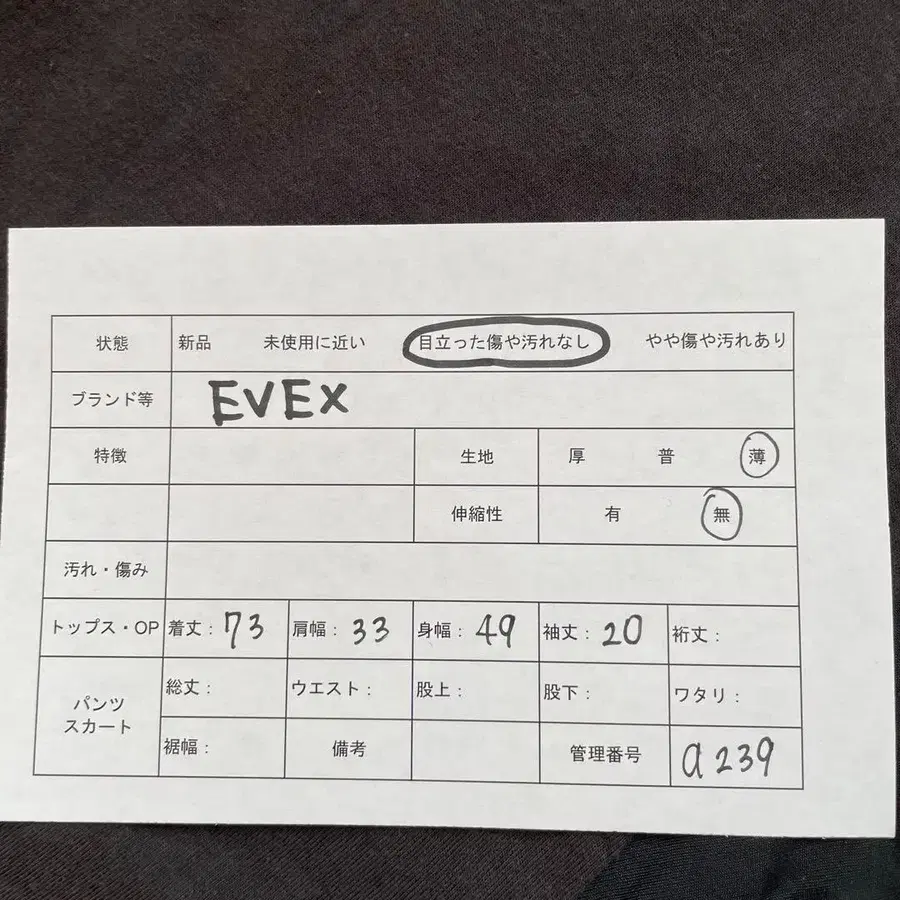 状態 新品 未使用に近い 目立った傷や汚れなし やや傷や汚れあり
ブランド等 EVEX
特徴 生地 厚 普 薄
伸縮性 有 無
汚れ・傷み
トップス・OP 着丈：73 肩幅：33 身幅：49 袖丈：20 裄丈：
パンツ
スカート
総丈： ウエスト： 股上： 股下： ワタリ：
裾幅： 備考 管理番号 a239